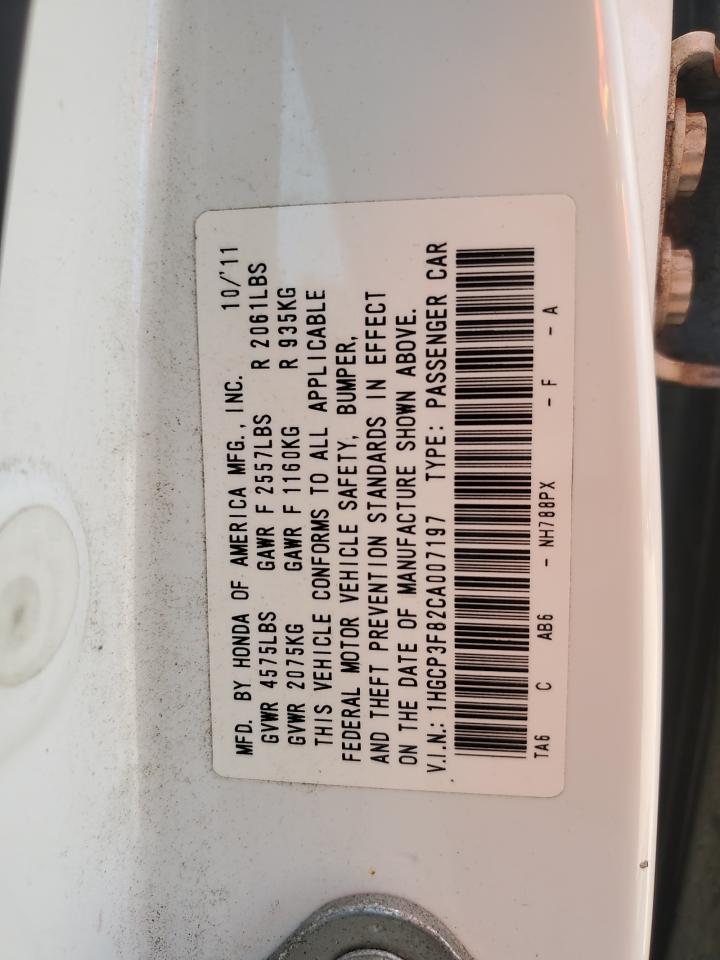 MFD. BY HONDA OF AMERICA MFG., INC. 10/'11
GVWR 4575LBS GAWR F 2557LBS R 2061LBS
GVWR 2075KG GAWR F 1160KG R 935KG
THIS VEHICLE CONFORMS TO ALL APPLICABLE
FEDERAL MOTOR VEHICLE SAFETY, BUMPER,
AND THEFT PREVENTION STANDARDS IN EFFECT
ON THE DATE OF MANUFACTURE SHOWN ABOVE.
V.I.N.: 1HGCP3F82CA007197 TYPE: PASSENGER CAR
TA6 C AB6 - NH788PX - F - A